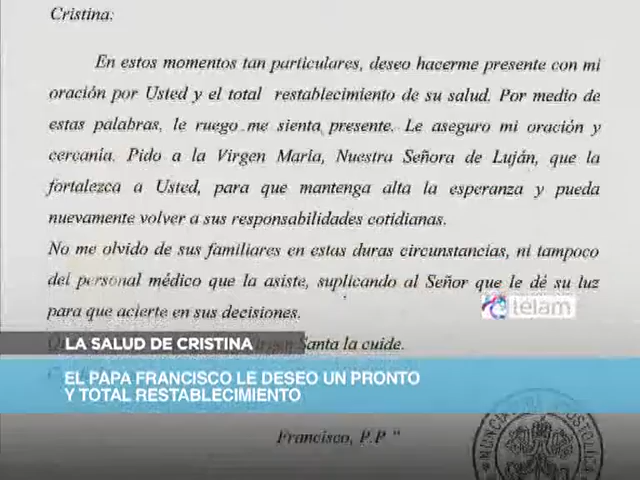 Cristina:
En estos momentos tan particulares, deseo hacerme presente con mi
oración por Usted y el total restablecimiento de su salud. Por medio de
estas palabras, le ruego me sienta presente. Le aseguro mi oración y
cercanía. Pido a la Virgen María, Nuestra Señora de Luján, que la
fortalezca a Usted, para que mantenga alta la esperanza y pueda
nuevamente volver a sus responsabilidades cotidianas.
No me olvido de sus familiares en estas duras circunstancias, ni tampoco
del personal médico que la asiste, suplicando al Señor que le dé su luz
para que acierte en sus decisiones.
télam
Santa la cuide.
LA SALUD DE CRISTINA
EL PAPA FRANCISCO LE DESEO UN PRONTO
Y TOTAL RESTABLECIMIENTO
Francisco, P.P "